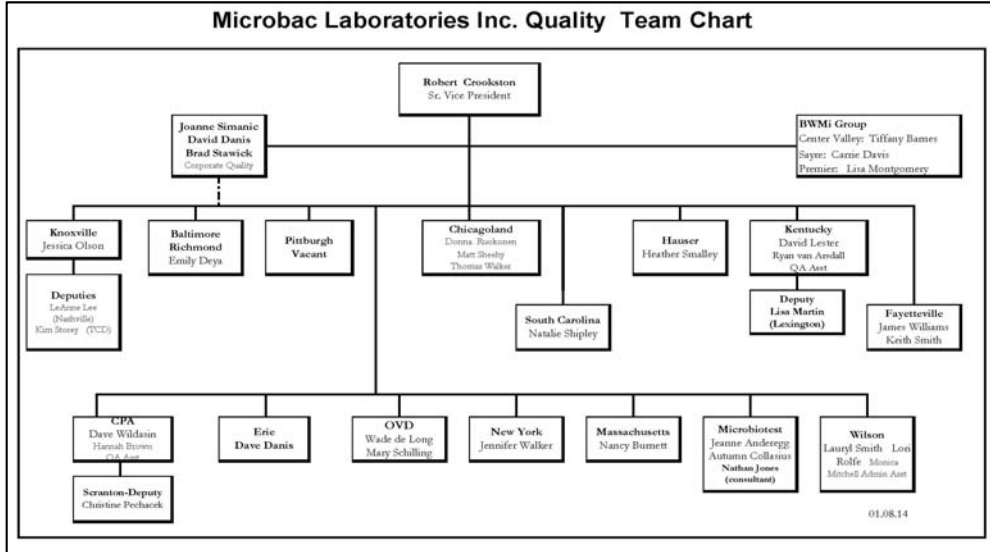 Microbac Laboratories Inc. Quality Team Chart
Robert Crookston
Sr. Vice President
Joanne Simanic
David Danis
Brad Stawick
Corporate Quality
BWMi Group
Center Valley: Tiffany Barnes
Sayre: Carrie Davis
Premier: Lisa Montgomery
Knoxville
Jessica Olson
Deputies
LeAnne Lee
(Nashville)
Kim Storey (TCD)
Baltimore
Richmond
Emily Deya
Pittburgh
Vacant
Chicagoland
Donna Ruokonen
Matt Sheehy
Thomas Walker
South Carolina
Natalie Shipley
Hauser
Heather Smalley
Kentucky
David Lester
Ryan van Arsdall
QA Asst
Deputy
Lisa Martin
(Lexington)
Fayetteville
James Williams
Keith Smith
CPA
Dave Wildasin
Hannah Brown
QA Asst
Scranton-Deputy
Christine Pechacek
Erie
Dave Danis
OVD
Wade de Long
Mary Schilling
New York
Jennifer Walker
Massachusetts
Nancy Burnett
Microbiotest
Jeanne Anderegg
Autumn Collasius
Nathan Jones
(consultant)
Wilson
Lauryl Smith Lori
Rolfe Monica
Mitchell Admin Asst
01.08.14